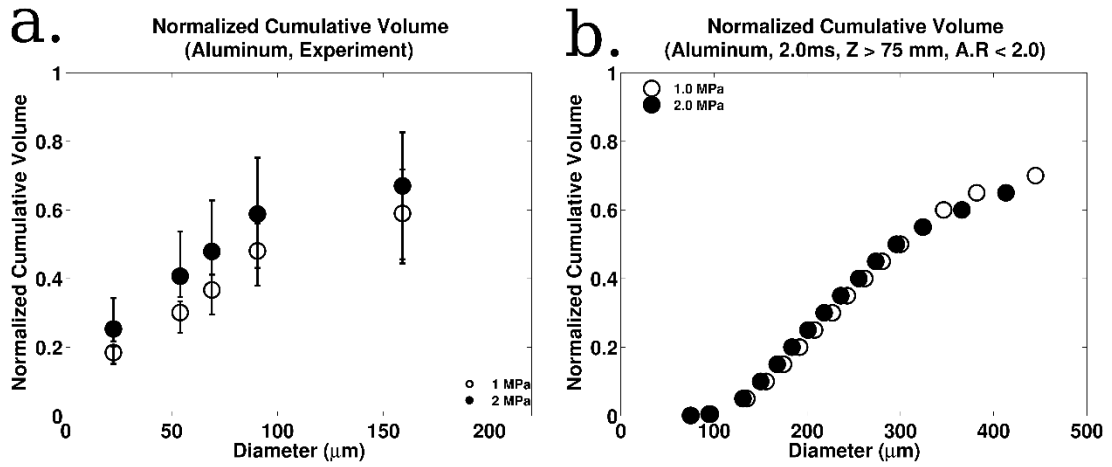 a.
Normalized Cumulative Volume
(Aluminum, Experiment)
Normalized Cumulative Volume
1
0.8
0.6
0.4
0.2
0
0
50
100
150
200
Diameter (μm)
1 MPa
2 MPa
b.
Normalized Cumulative Volume
(Aluminum, 2.0ms, Z > 75 mm, A.R < 2.0)
Normalized Cumulative Volume
1
0.8
0.6
0.4
0.2
0
0
100
200
300
400
500
Diameter (μm)
1.0 MPa
2.0 MPa